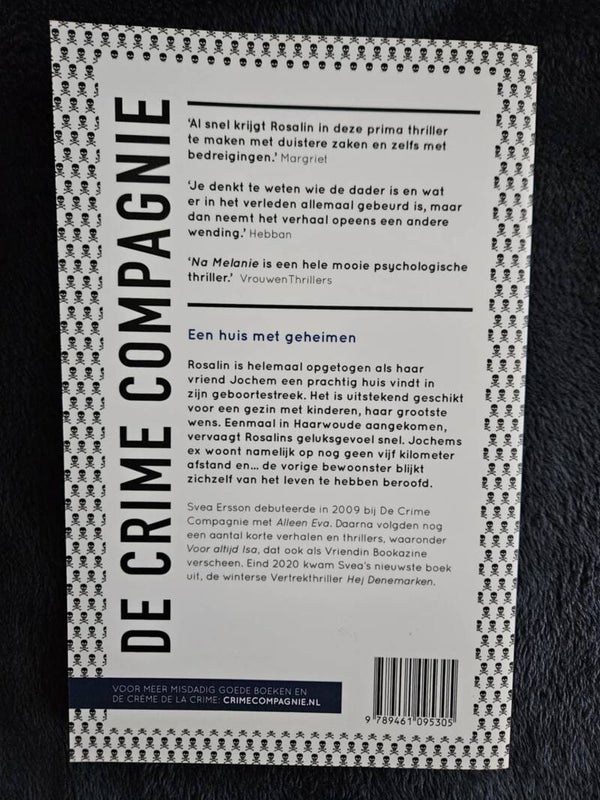 DE CRIME COMPAGNIE
‘Al snel krijgt Rosalin in deze prima thriller
te maken met duistere zaken en zelfs met
bedreigingen.’ Margriet
‘Je denkt te weten wie de dader is en wat
er in het verleden allemaal gebeurd is, maar
dan neemt het verhaal opeens een andere
wending.’ Hebban
‘Na Melanie is een hele mooie psychologische
thriller.’ VrouwenThrillers
Een huis met geheimen
Rosalin is helemaal opgetogen als haar
vriend Jochem een prachtig huis vindt in
zijn geboortestreek. Het is uitstekend geschikt
voor een gezin met kinderen, haar grootste
wens. Eenmaal in Haarwoude aangekomen,
vervaagt Rosalins geluksgevoel snel. Jochems
ex woont namelijk op nog geen vijf kilometer
afstand en... de vorige bewoonster blijkt
zichzelf van het leven te hebben beroofd.
Svea Ersson debuteerde in 2009 bij De Crime
Compagnie met Alleen Eva. Daarna volgden nog
een aantal korte verhalen en thrillers, waaronder
Voor altijd Isa, dat ook als Vriendin Bookazine
verscheen. Eind 2020 kwam Svea’s nieuwste boek
uit, de winterse Vertrekthriller Hej Denemarken.
VOOR MEER MISDADIG GOEDE BOEKEN EN
DE CRÈME DE LA CRIME: CRIMECOMPAGNIE.NL
9 789461 095305